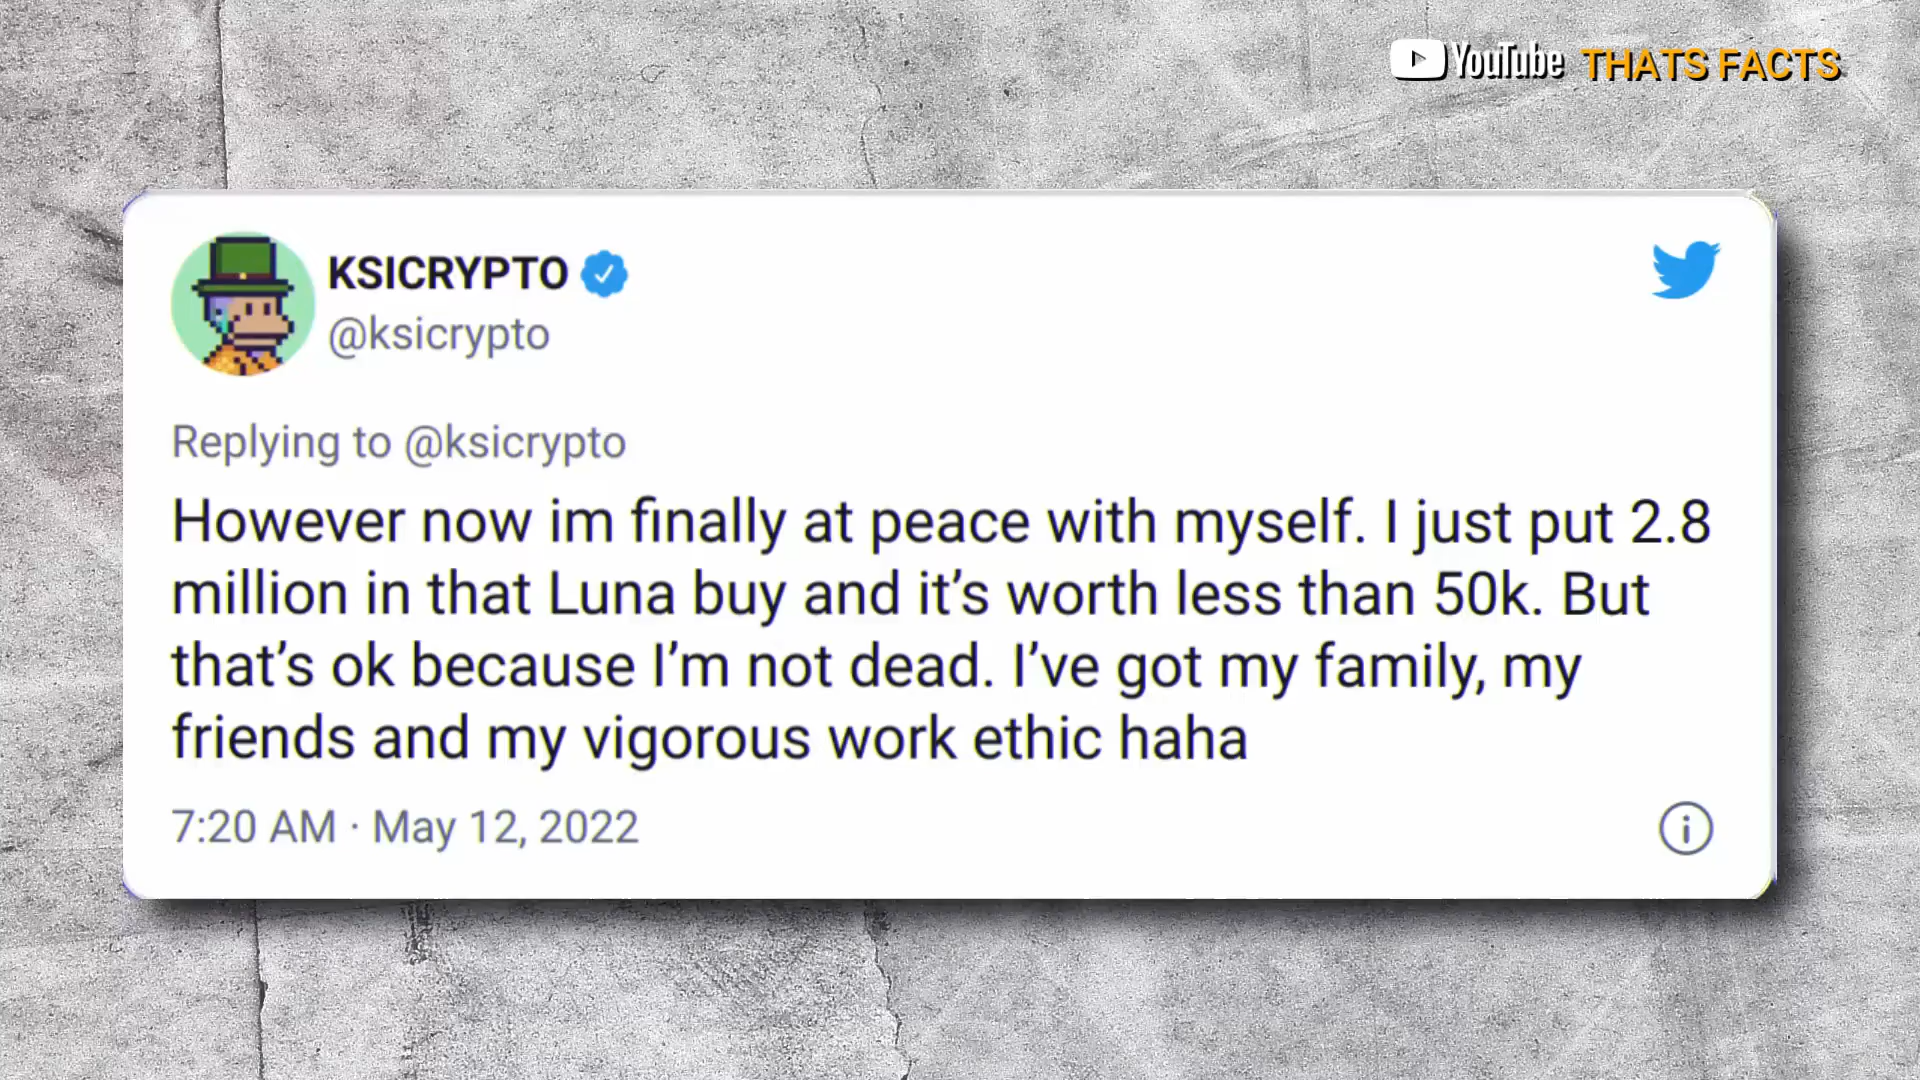 YouTube THATS FACTS
KSICRYPTO
@ksicrypto
Replying to @ksicrypto
However now im finally at peace with myself. I just put 2.8
million in that Luna buy and it’s worth less than 50k. But
that’s ok because I’m not dead. I’ve got my family, my
friends and my vigorous work ethic haha
7:20 AM · May 12, 2022